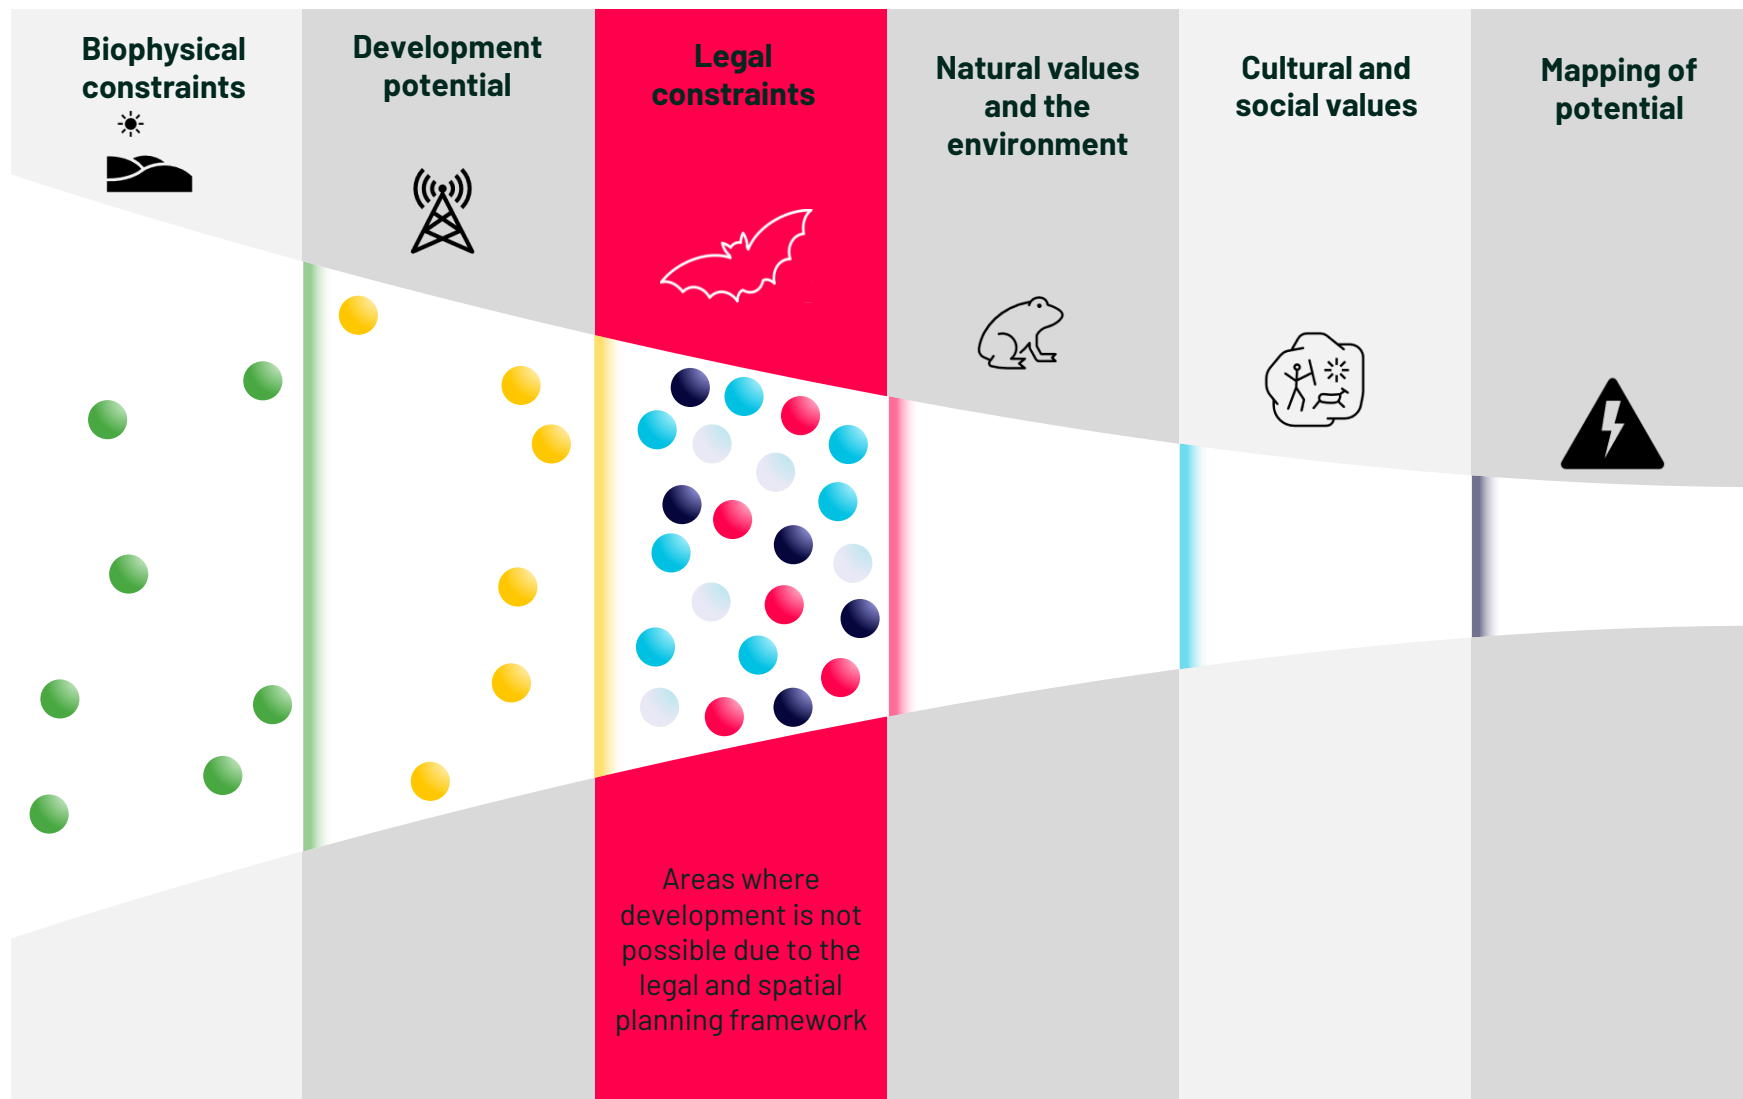 Biophysical
constraints
Development
potential
Legal
constraints
Natural values
and the
environment
Cultural and
social values
Mapping of
potential
Areas where
development is not
possible due to the
legal and spatial
planning framework